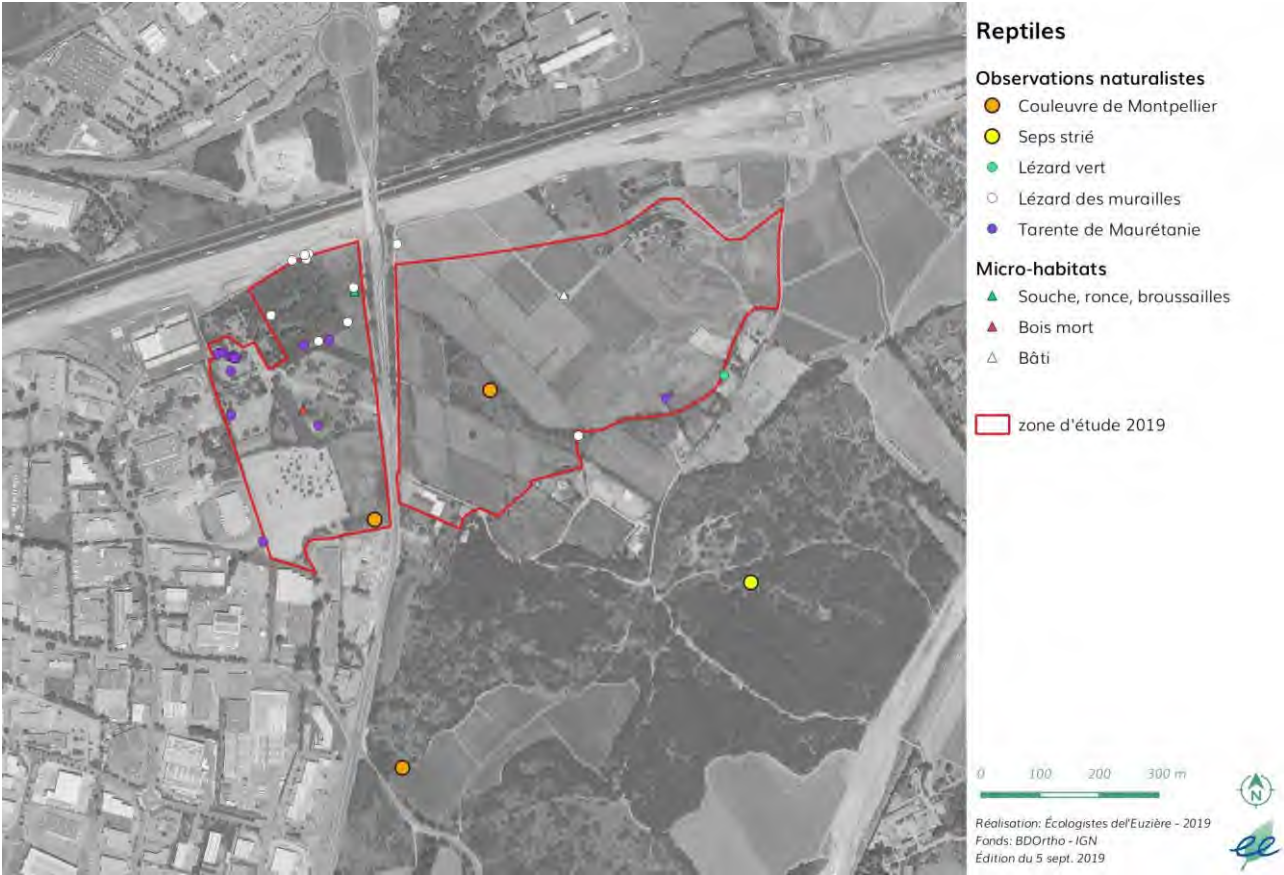 Reptiles
Observations naturalistes
Couleuvre de Montpellier
Seps strié
Lézard vert
Lézard des murailles
Tarente de Maurétanie
Micro-habitats
Souche, ronce, broussailles
Bois mort
Bâti
zone d'étude 2019
0 100 200 300 m
N
Réalisation: Écologistes del'Euzière - 2019
Fonds: BDOrtho - IGN
Édition du 5 sept. 2019
ee